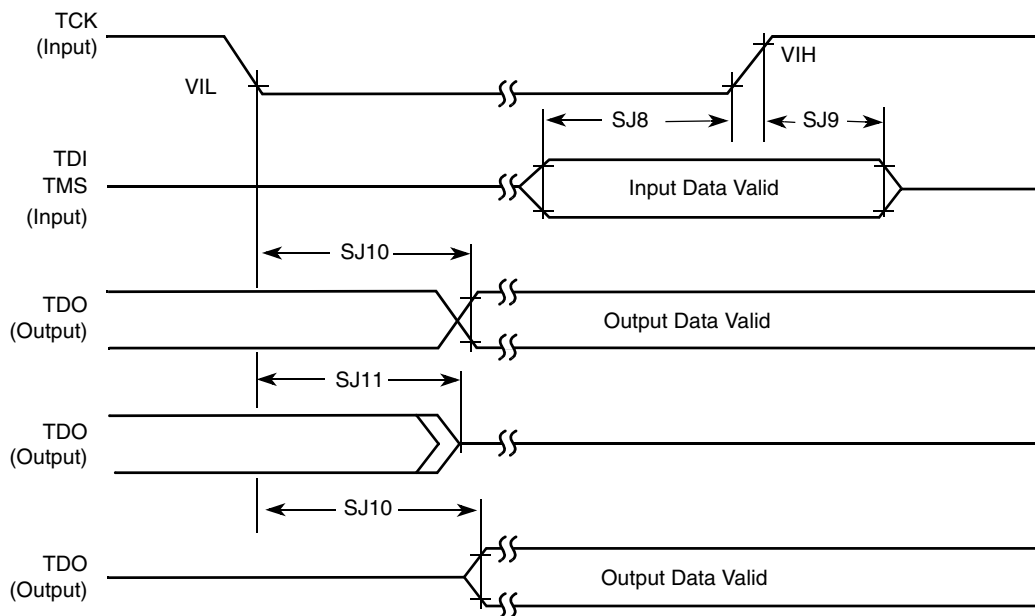 TCK
(Input)
VIL
VIH
SJ8
SJ9
TDI
TMS
(Input)
Input Data Valid
SJ10
TDO
(Output)
Output Data Valid
SJ11
TDO
(Output)
SJ10
TDO
(Output)
Output Data Valid